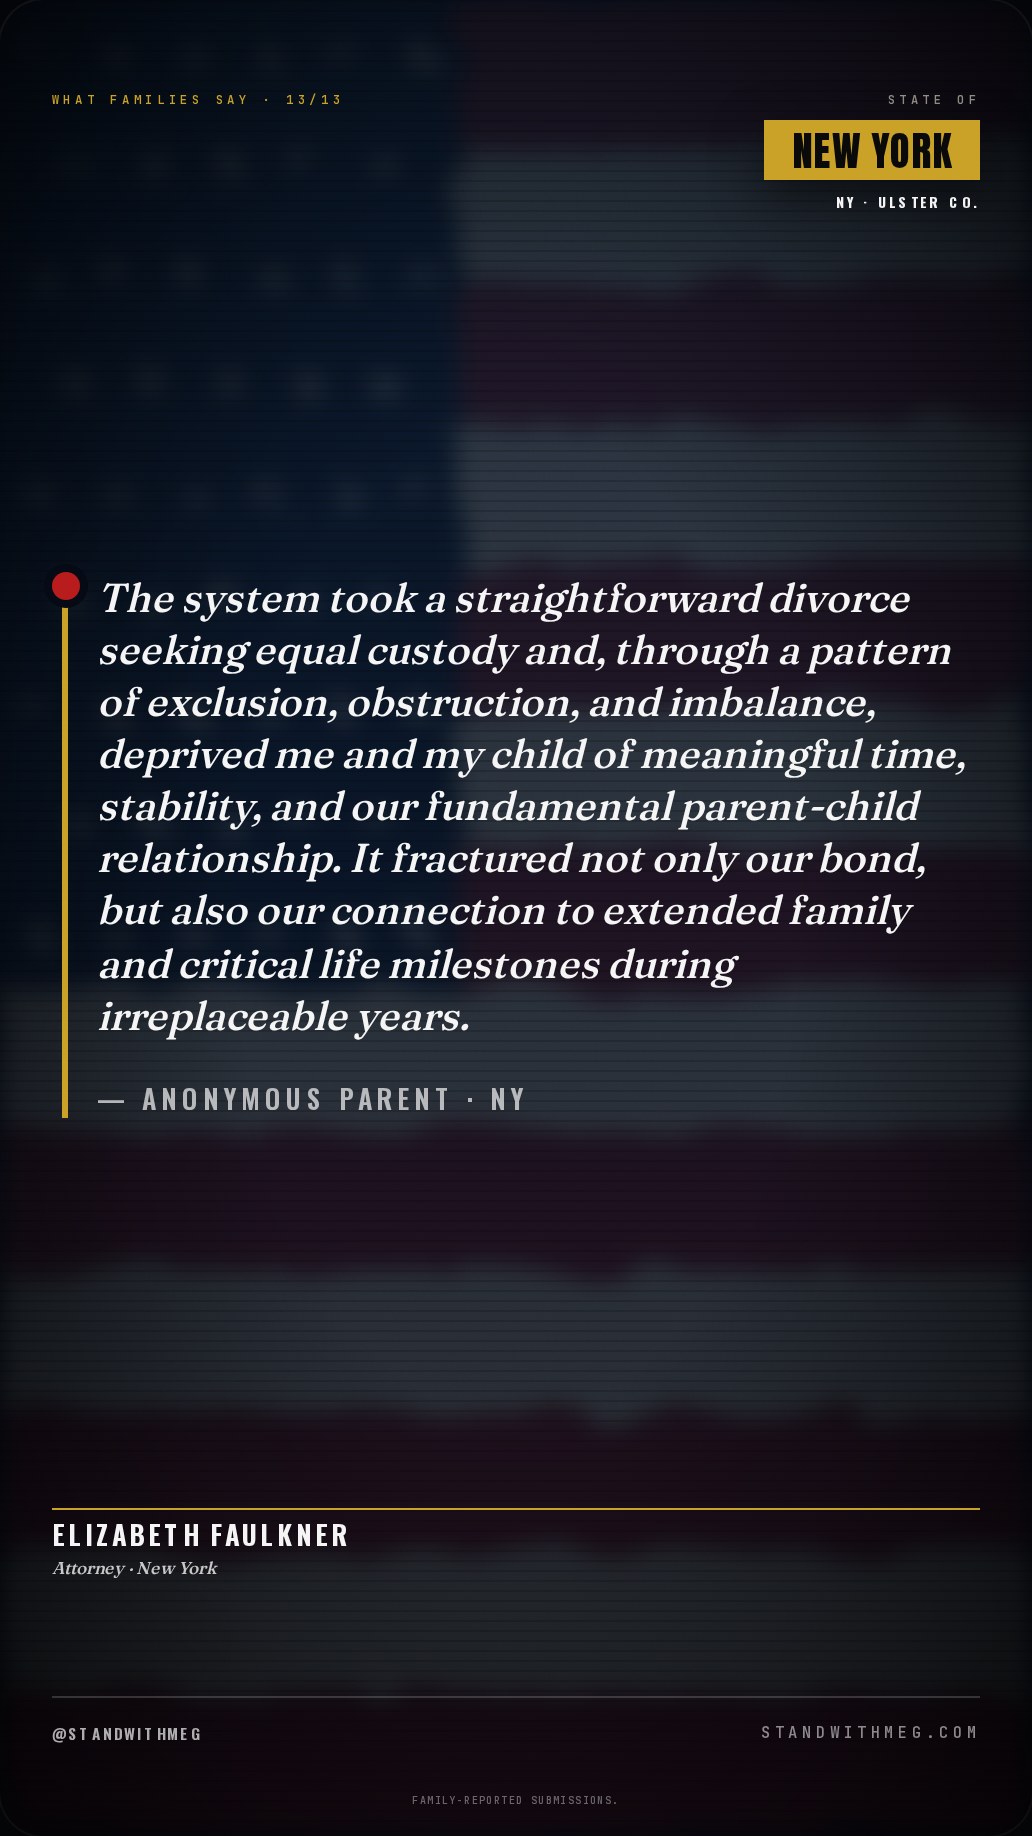 WHAT FAMILIES SAY · 13/13
STATE OF
NEW YORK
NY · ULSTER CO.
The system took a straightforward divorce
seeking equal custody and, through a pattern
of exclusion, obstruction, and imbalance,
deprived me and my child of meaningful time,
stability, and our fundamental parent-child
relationship. It fractured not only our bond,
but also our connection to extended family
and critical life milestones during
irreplaceable years.
— ANONYMOUS PARENT · NY
ELIZABETH FAULKNER
Attorney · New York
@STANDWITHMEG
STANDWITHMEG.COM
FAMILY-REPORTED SUBMISSIONS.